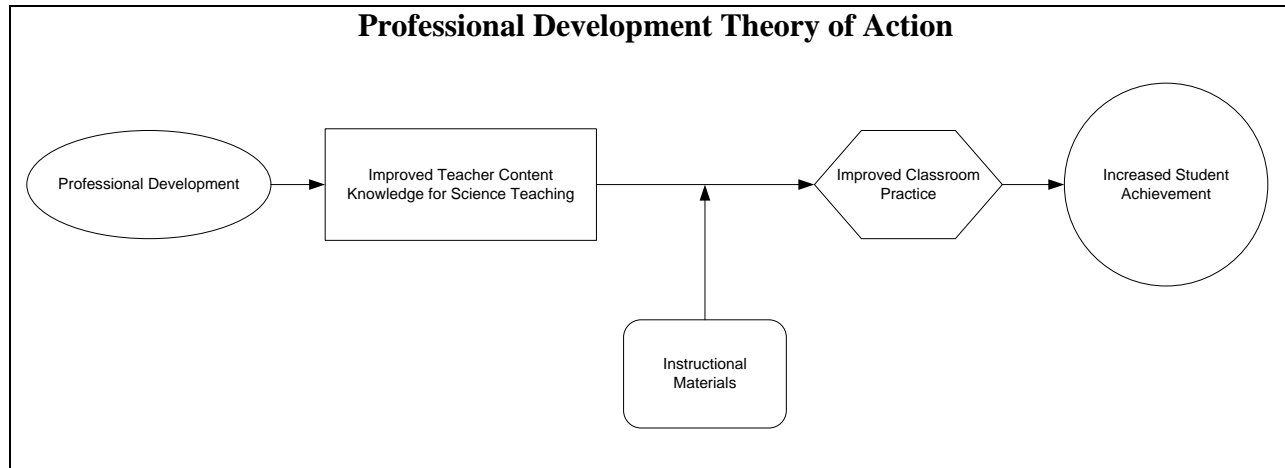 Professional Development Theory of Action
Professional Development
Improved Teacher Content
Knowledge for Science Teaching
Improved Classroom
Practice
Increased Student
Achievement
Instructional
Materials